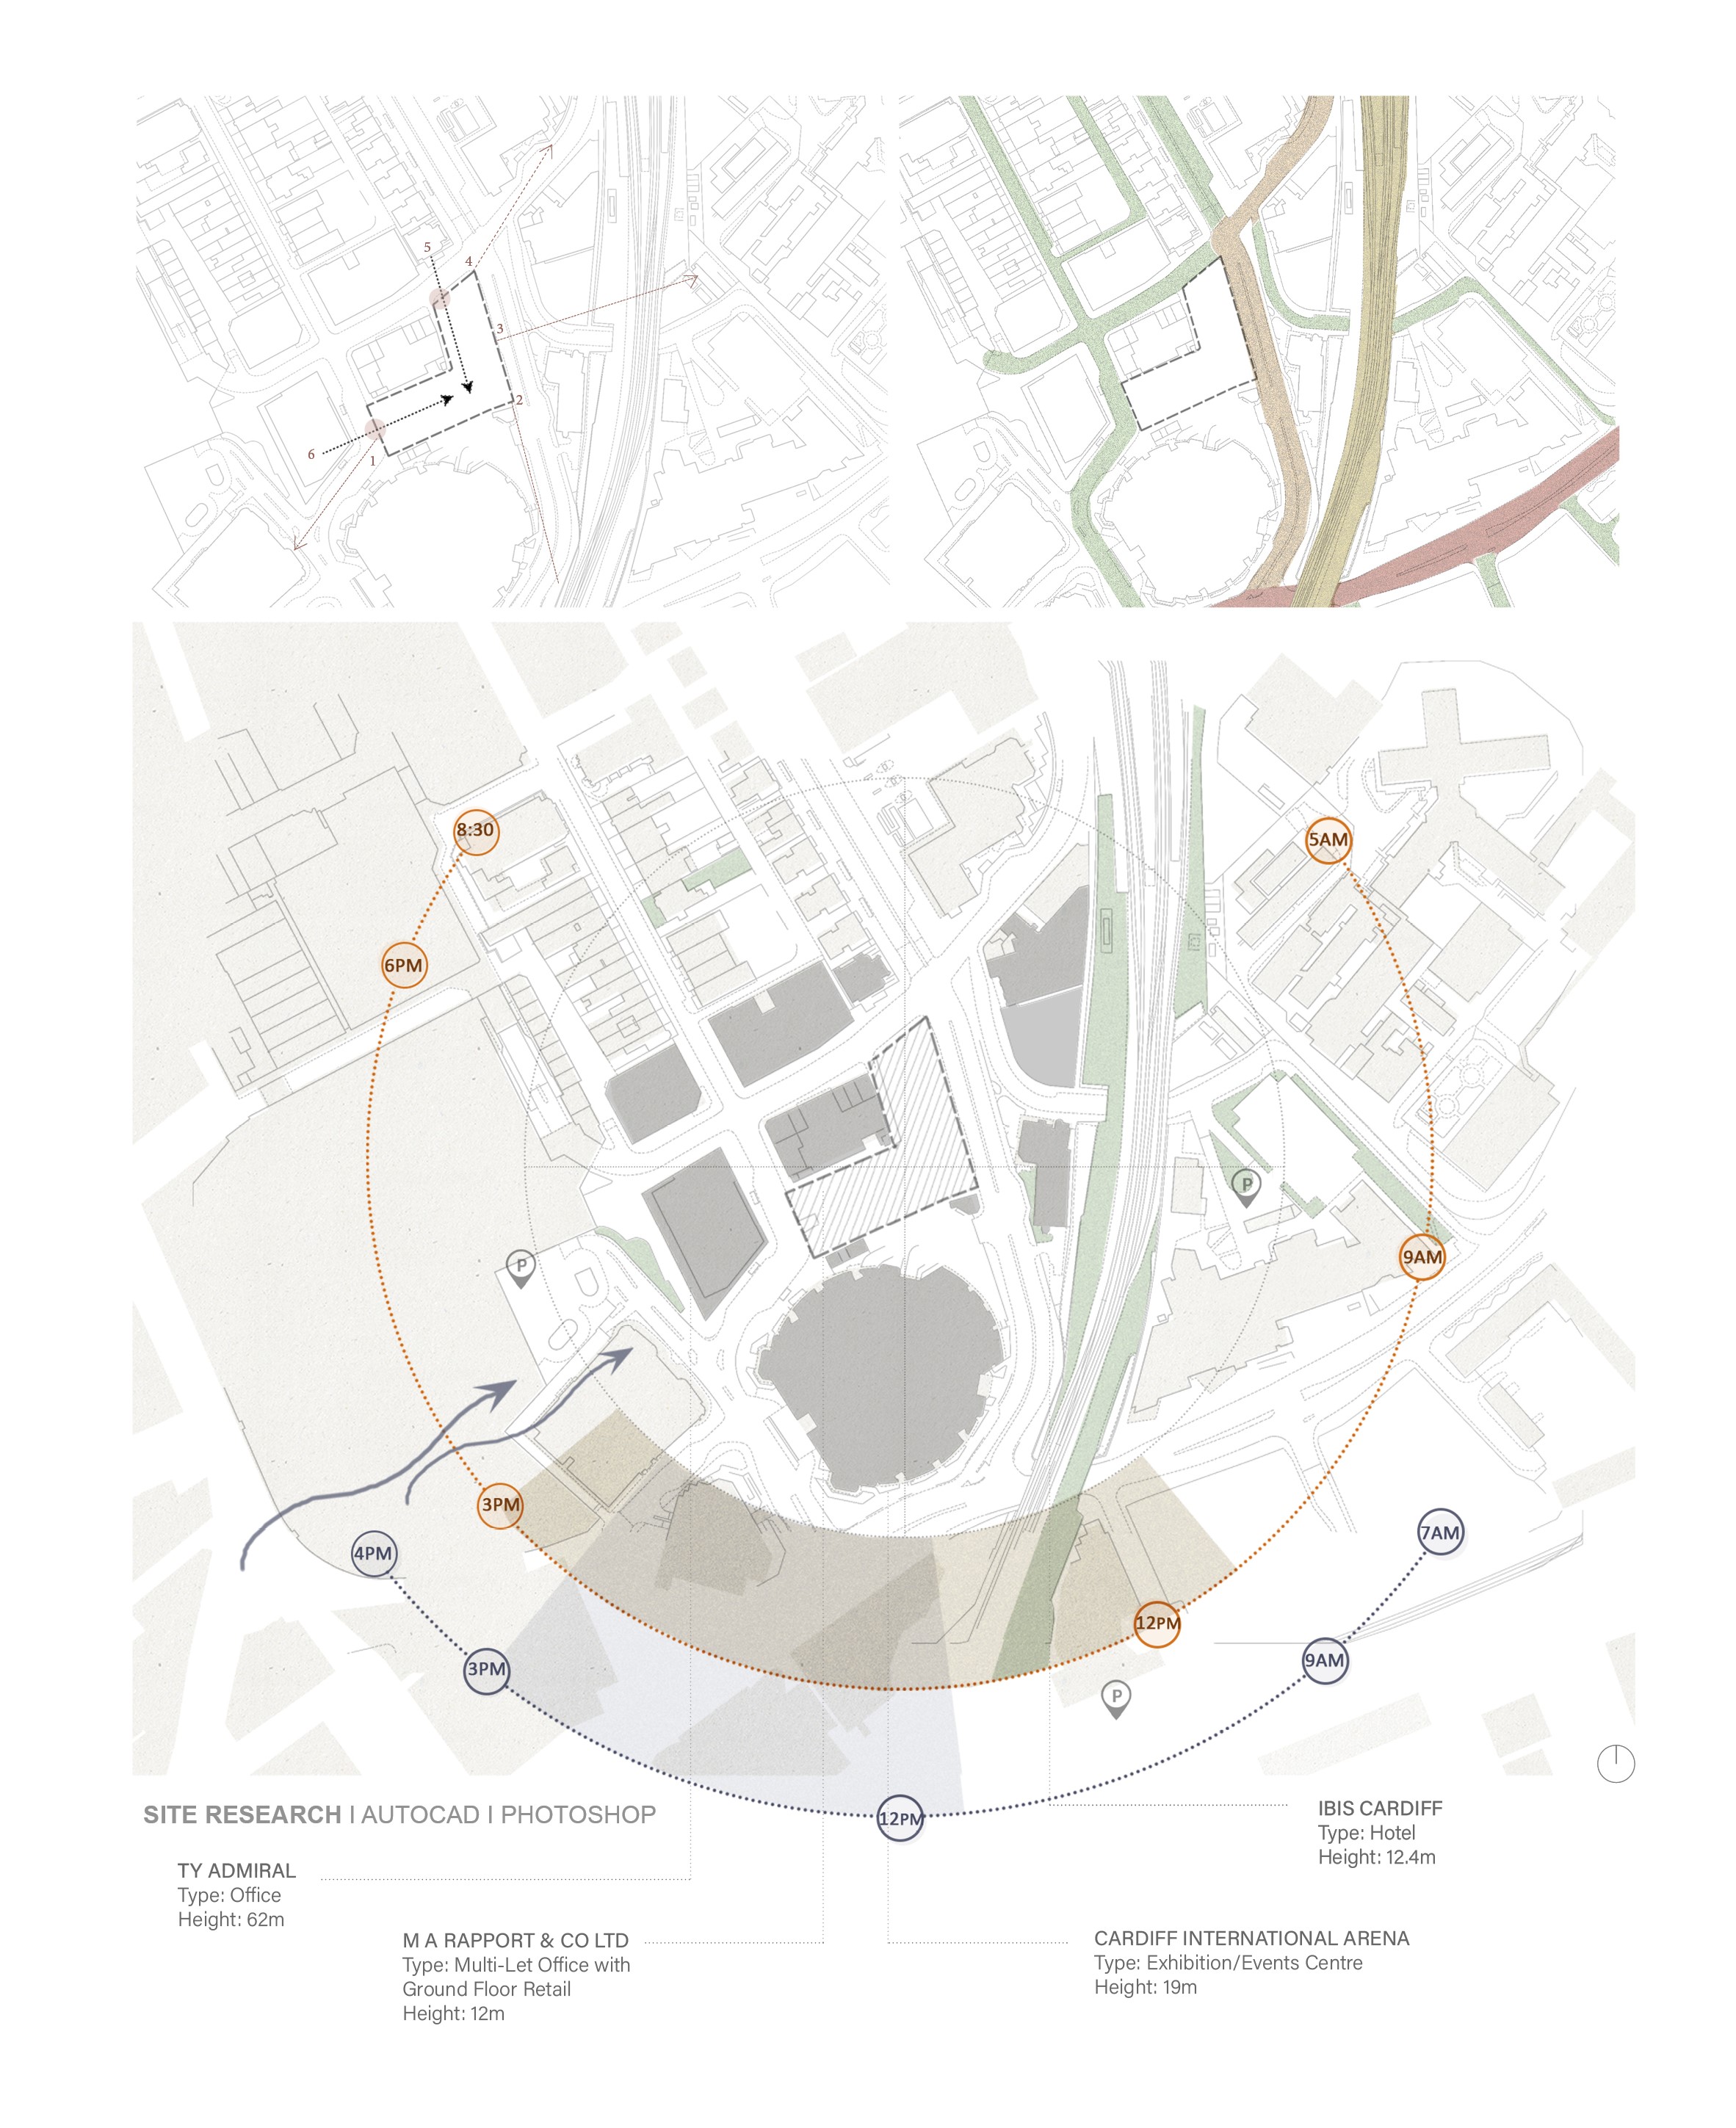 5
4
3
2
6
1
8:30
5AM
6PM
P
9AM
P
3PM
7AM
4PM
12PM
9AM
3PM
P
12PM
SITE RESEARCH I AUTOCAD I PHOTOSHOP
IBIS CARDIFF
Type: Hotel
Height: 12.4m
TY ADMIRAL
Type: Office
Height: 62m
M A RAPPORT & CO LTD
Type: Multi-Let Office with
Ground Floor Retail
Height: 12m
CARDIFF INTERNATIONAL ARENA
Type: Exhibition/Events Centre
Height: 19m